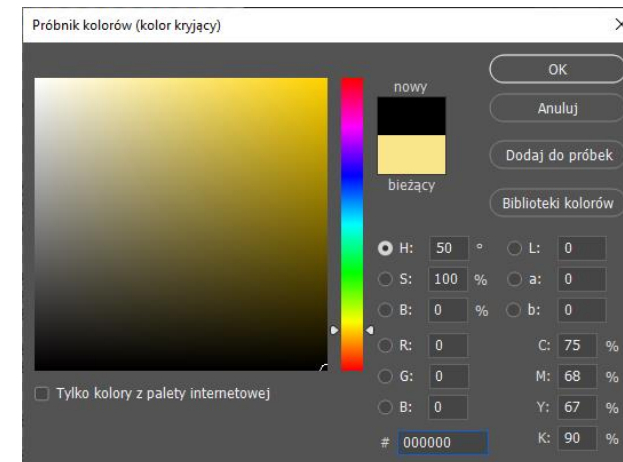 Próbnik kolorów (kolor kryjący)
nowy
bieżący
OK
Anuluj
Dodaj do próbek
Biblioteki kolorów
H: 50 °
S: 100 %
B: 0 %
R: 0
G: 0
B: 0
# 000000
L: 0
a: 0
b: 0
C: 75 %
M: 68 %
Y: 67 %
K: 90 %
Tylko kolory z palety internetowej